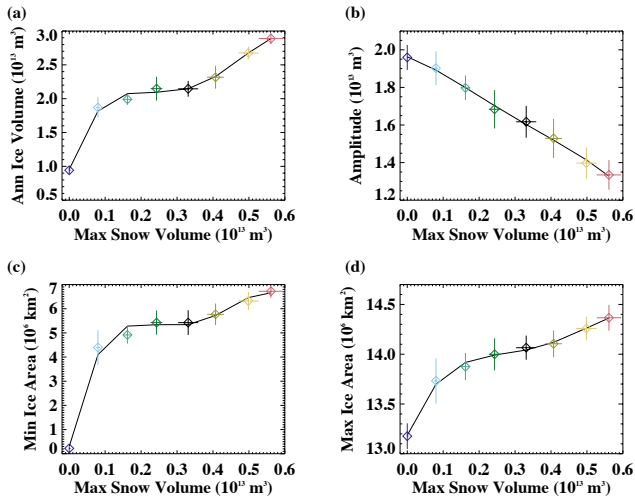 (a)
3.0
2.5
2.0
1.5
1.0
0.5
Ann Ice Volume (10¹³ m³)
0.0 0.1 0.2 0.3 0.4 0.5 0.6
Max Snow Volume (10¹³ m³)
(b)
2.0
1.8
1.6
1.4
1.2
Amplitude (10¹³ m³)
0.0 0.1 0.2 0.3 0.4 0.5 0.6
Max Snow Volume (10¹³ m³)
(c)
7
6
5
4
3
2
1
0
Min Ice Area (10⁶ km²)
0.0 0.1 0.2 0.3 0.4 0.5 0.6
Max Snow Volume (10¹³ m³)
(d)
14.5
14.0
13.5
13.0
Max Ice Area (10⁶ km²)
0.0 0.1 0.2 0.3 0.4 0.5 0.6
Max Snow Volume (10¹³ m³)